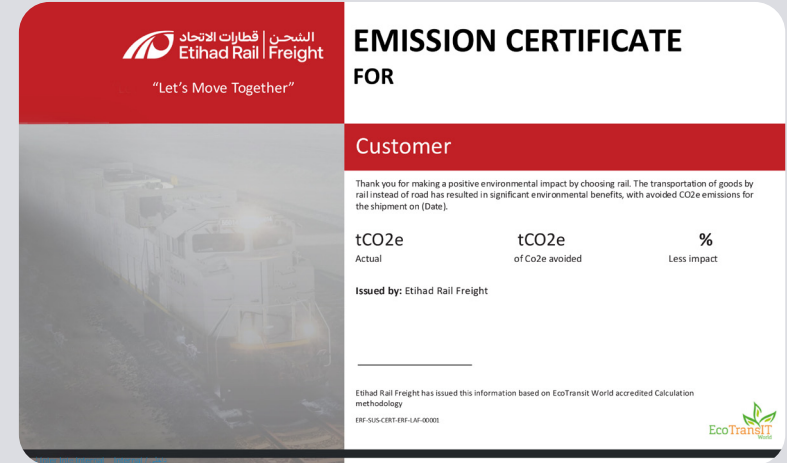 الشحن | قطارات الاتحاد
Etihad Rail | Freight
“Let’s Move Together”
EMISSION CERTIFICATE
FOR
Customer
Thank you for making a positive environmental impact by choosing rail. The transportation of goods by
rail instead of road has resulted in significant environmental benefits, with avoided CO2e emissions for
the shipment on (Date).
tCO2e tCO2e %
Actual of Co2e avoided Less impact
Issued by: Etihad Rail Freight
Etihad Rail Freight has issued this information based on EcoTransit World accredited Calculation
methodology
ERF-SUS-CERT-ERF-LAF-00001
EcoTransIT
World